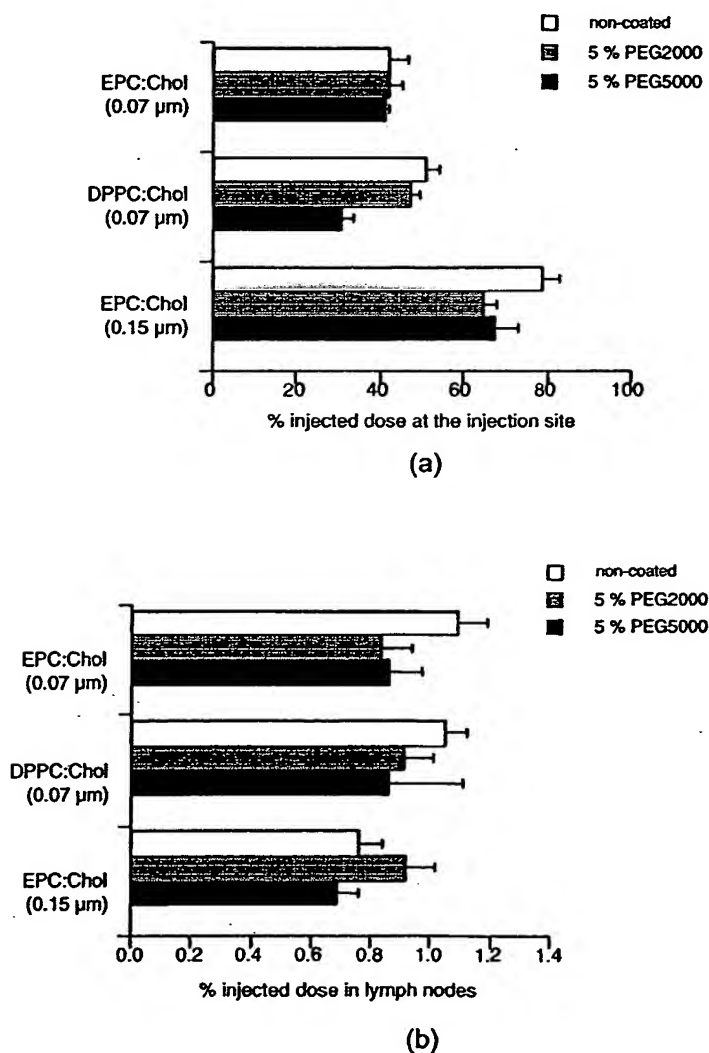 non-coated
5 % PEG2000
5 % PEG5000
EPC:Chol
(0.07 µm)
DPPC:Chol
(0.07 µm)
EPC:Chol
(0.15 µm)
0 20 40 60 80 100
% injected dose at the injection site
(a)
non-coated
5 % PEG2000
5 % PEG5000
EPC:Chol
(0.07 µm)
DPPC:Chol
(0.07 µm)
EPC:Chol
(0.15 µm)
0.0 0.2 0.4 0.6 0.8 1.0 1.2 1.4
% injected dose in lymph nodes
(b)